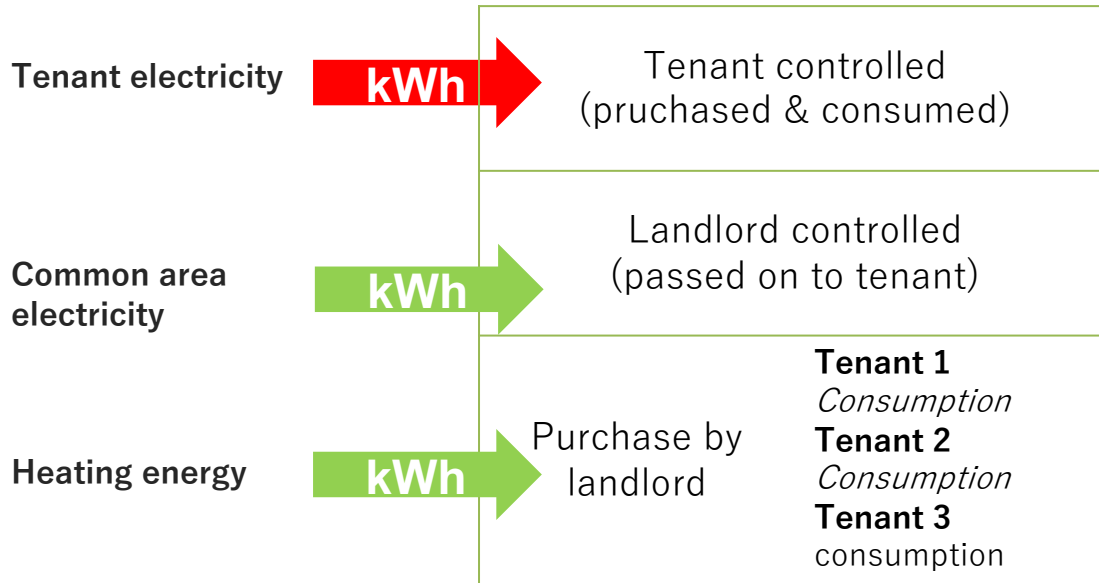 Tenant electricity
kWh
Tenant controlled
(pruchased & consumed)
Common area
electricity
kWh
Landlord controlled
(passed on to tenant)
Heating energy
kWh
Purchase by
landlord
Tenant 1
Consumption
Tenant 2
Consumption
Tenant 3
consumption